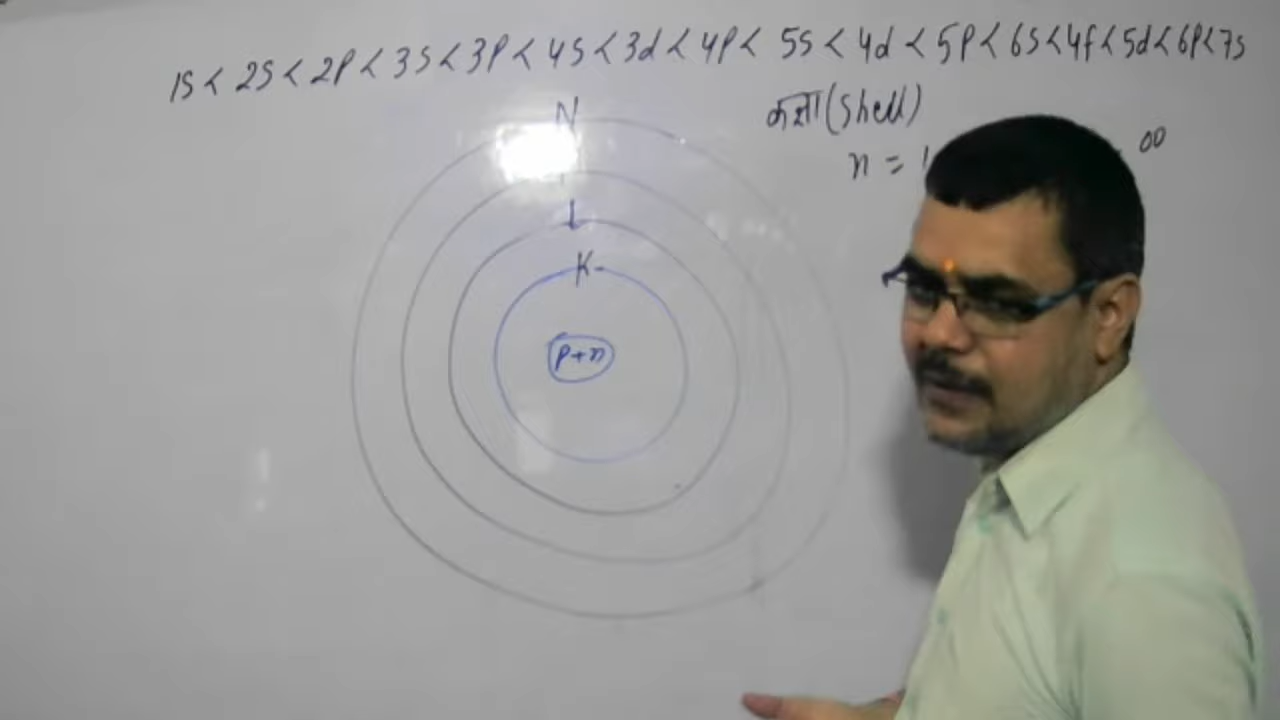 1s < 2s < 2p < 3s < 3p < 4s < 3d < 4p < 5s < 4d < 5p < 6s < 4f < 5d < 6p < 7s
कक्षा (shell)
n = 1 ∞
N
L
K
p+n